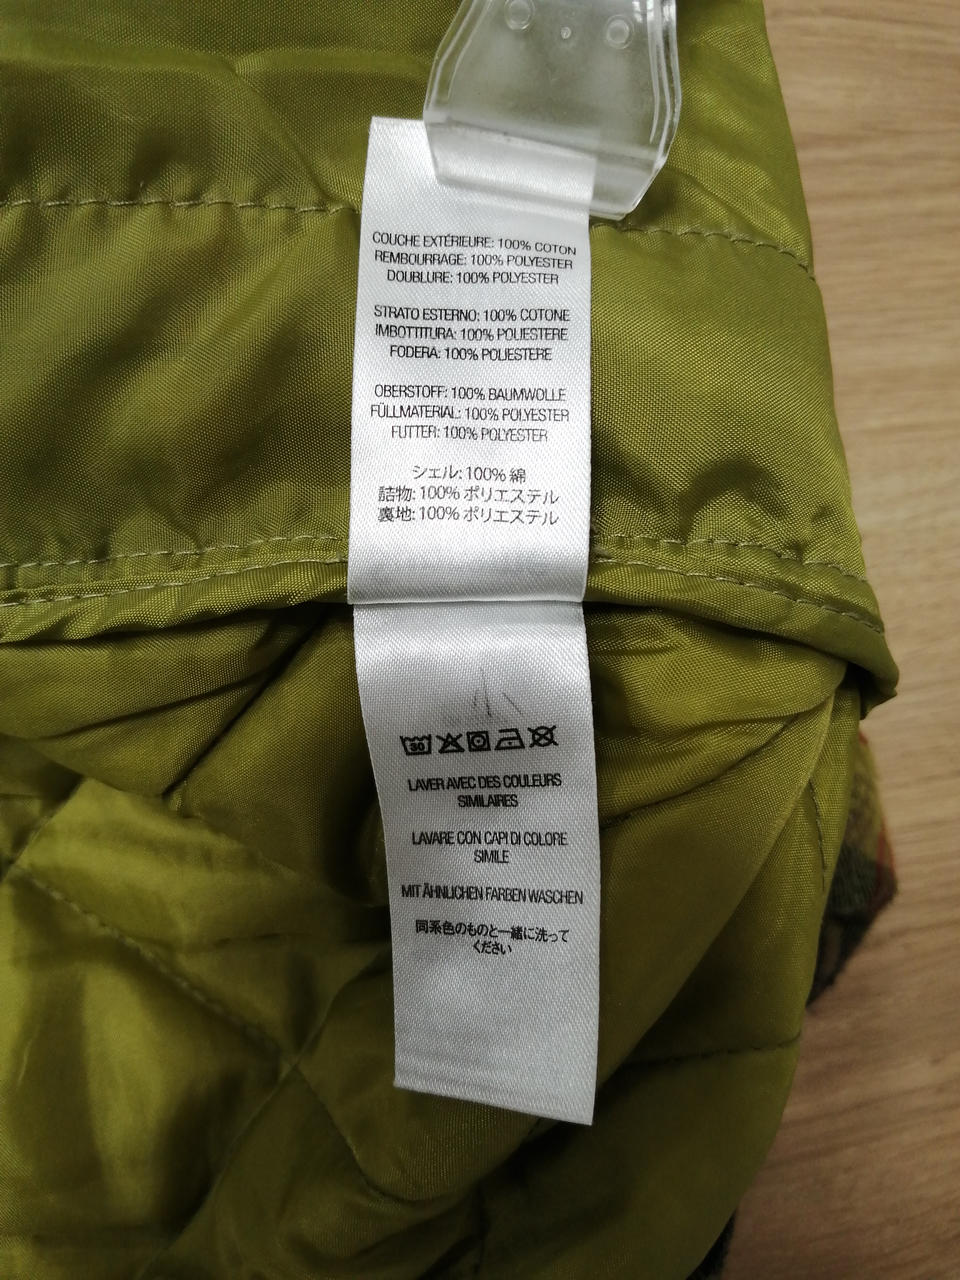 COUCHE EXTÉRIEURE: 100% COTON
REMBOURRAGE: 100% POLYESTER
DOUBLURE: 100% POLYESTER
STRATO ESTERNO: 100% COTONE
IMBOTTITURA: 100% POLIESTERE
FODERA: 100% POLIESTERE
OBERSTOFF: 100% BAUMWOLLE
FÜLLMATERIAL: 100% POLYESTER
FUTTER: 100% POLYESTER
シェル: 100% 綿
詰物: 100% ポリエステル
裏地: 100% ポリエステル
30
LAVER AVEC DES COULEURS
SIMILAIRES
LAVARE CON CAPI DI COLORE
SIMILE
MIT ÄHNLICHEN FARBEN WASCHEN
同系色のものと一緒に洗って
ください